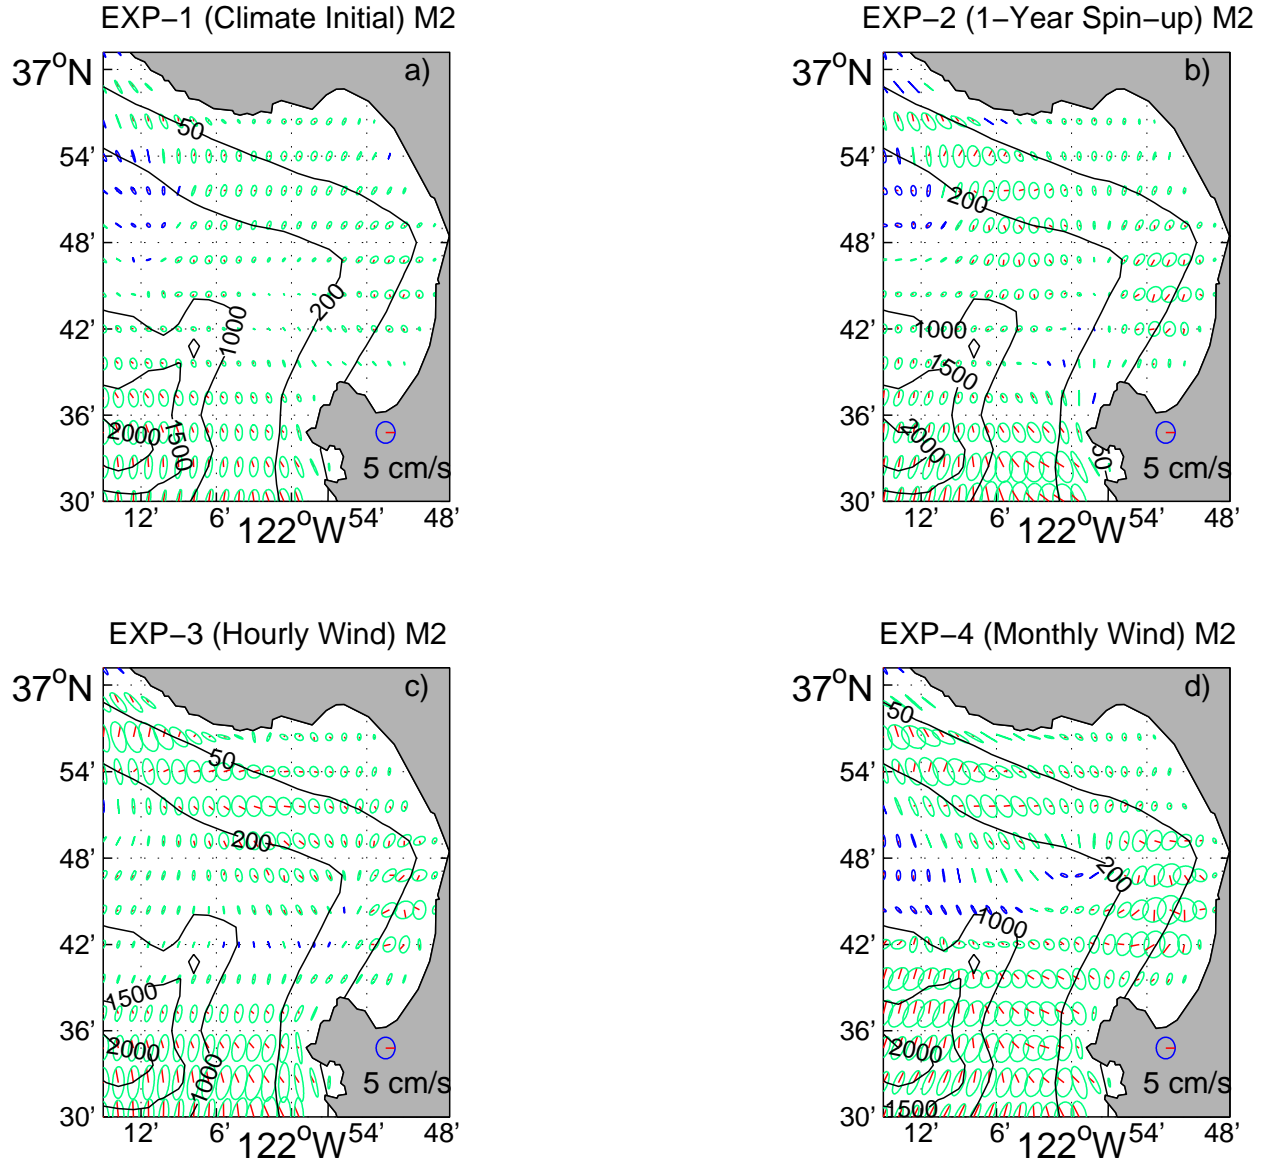 EXP−1 (Climate Initial) M2
a)
37°N
54'
48'
42'
36'
30'
50
200
1000
1500
2000
5 cm/s
12'
6'
122°W
54'
48'
EXP−2 (1−Year Spin−up) M2
b)
37°N
54'
48'
42'
36'
30'
200
1000
1500
2000
50
5 cm/s
12'
6'
122°W
54'
48'
EXP−3 (Hourly Wind) M2
c)
37°N
54'
48'
42'
36'
30'
50
200
1500
2000
1000
5 cm/s
12'
6'
122°W
54'
48'
EXP−4 (Monthly Wind) M2
d)
37°N
54'
48'
42'
36'
30'
50
200
1000
2000
1500
5 cm/s
12'
6'
122°W
54'
48'